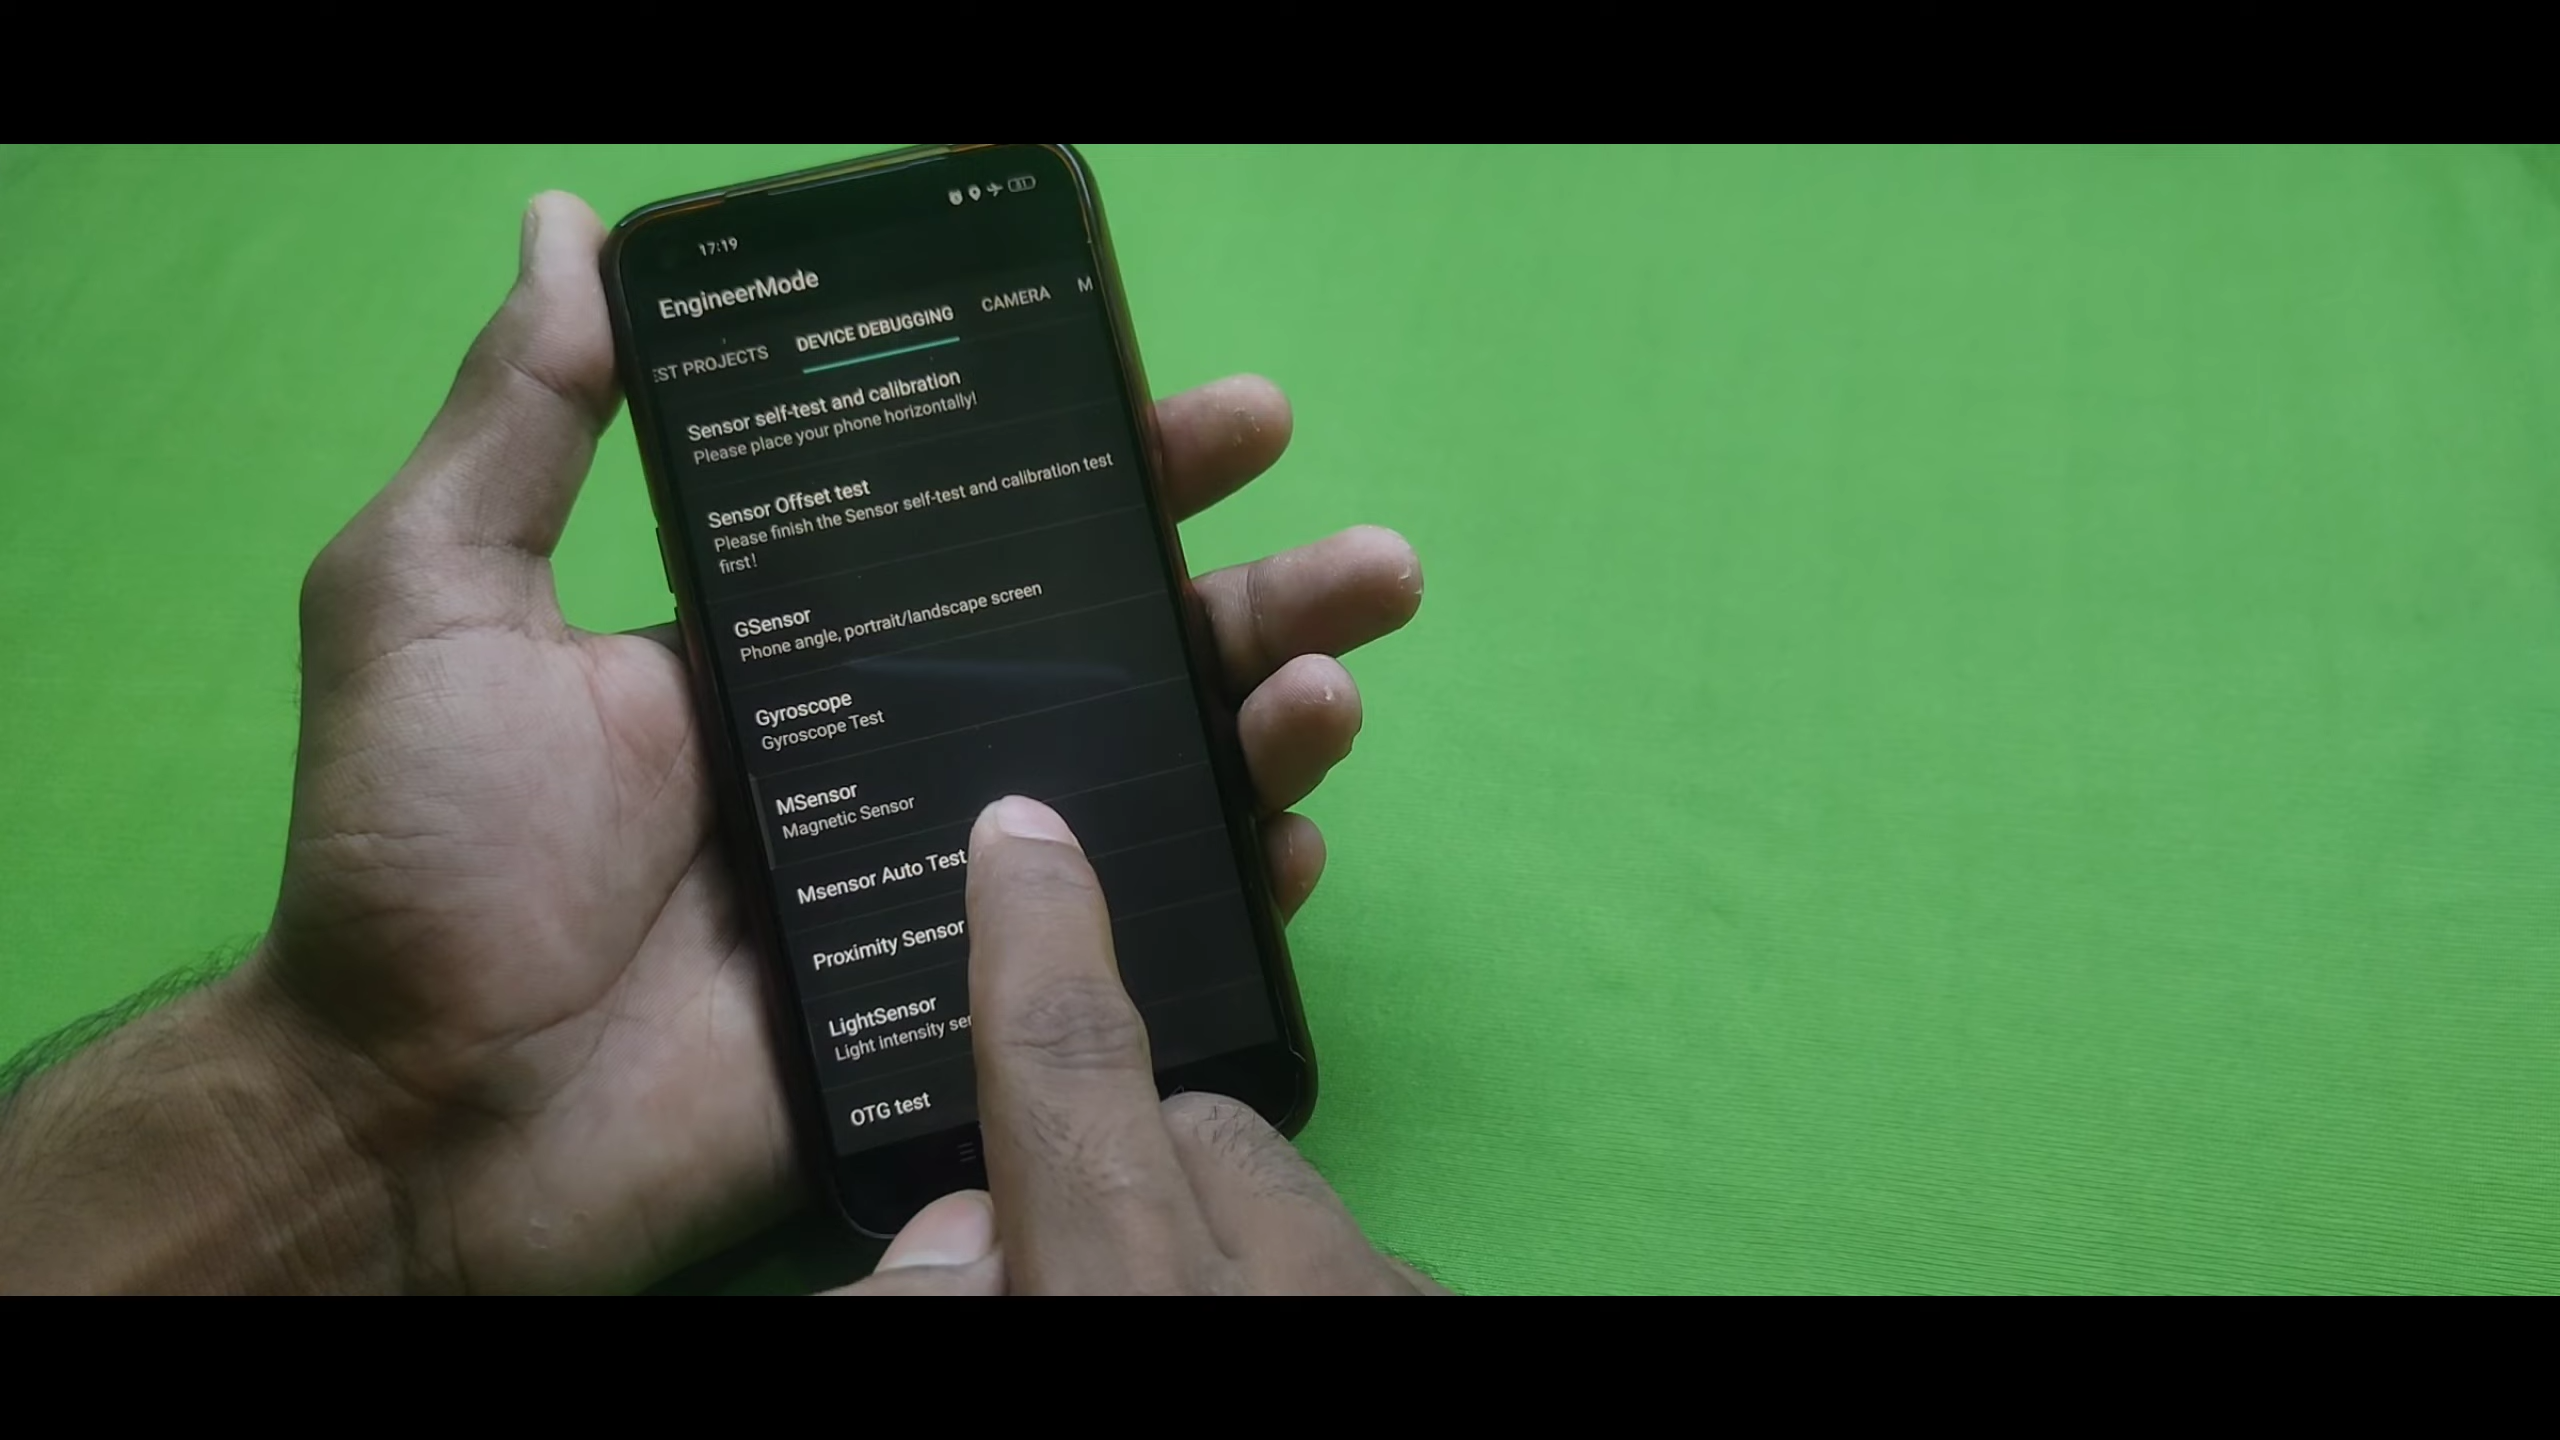 17:19
31
EngineerMode
EST PROJECTS DEVICE DEBUGGING CAMERA M
Sensor self-test and calibration
Please place your phone horizontally!
Sensor Offset test
Please finish the Sensor self-test and calibration test
first!
GSensor
Phone angle, portrait/landscape screen
Gyroscope
Gyroscope Test
MSensor
Magnetic Sensor
Msensor Auto Test
Proximity Sensor
LightSensor
Light intensity
OTG test